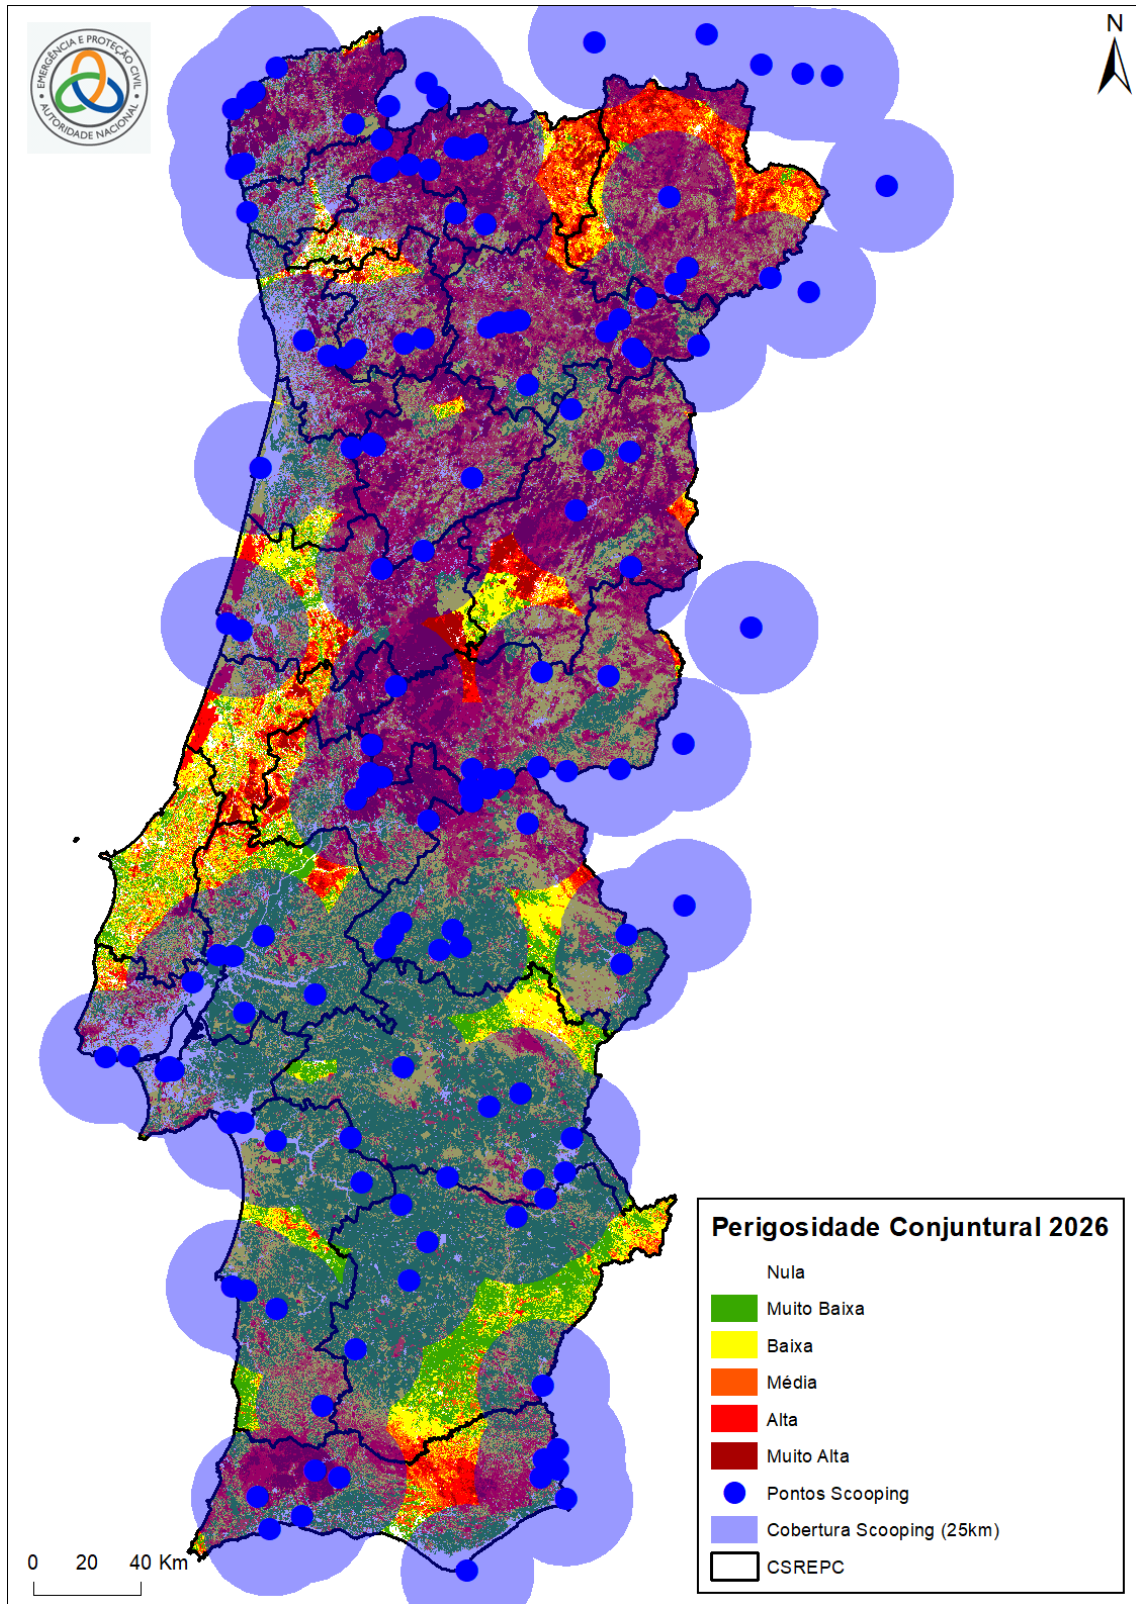 EMERGÊNCIA E PROTEÇÃO CIVIL
AUTORIDADE NACIONAL
N
Perigosidade Conjuntural 2026
Nula
Muito Baixa
Baixa
Média
Alta
Muito Alta
Pontos Scooping
Cobertura Scooping (25km)
CSREPC
0 20 40 Km